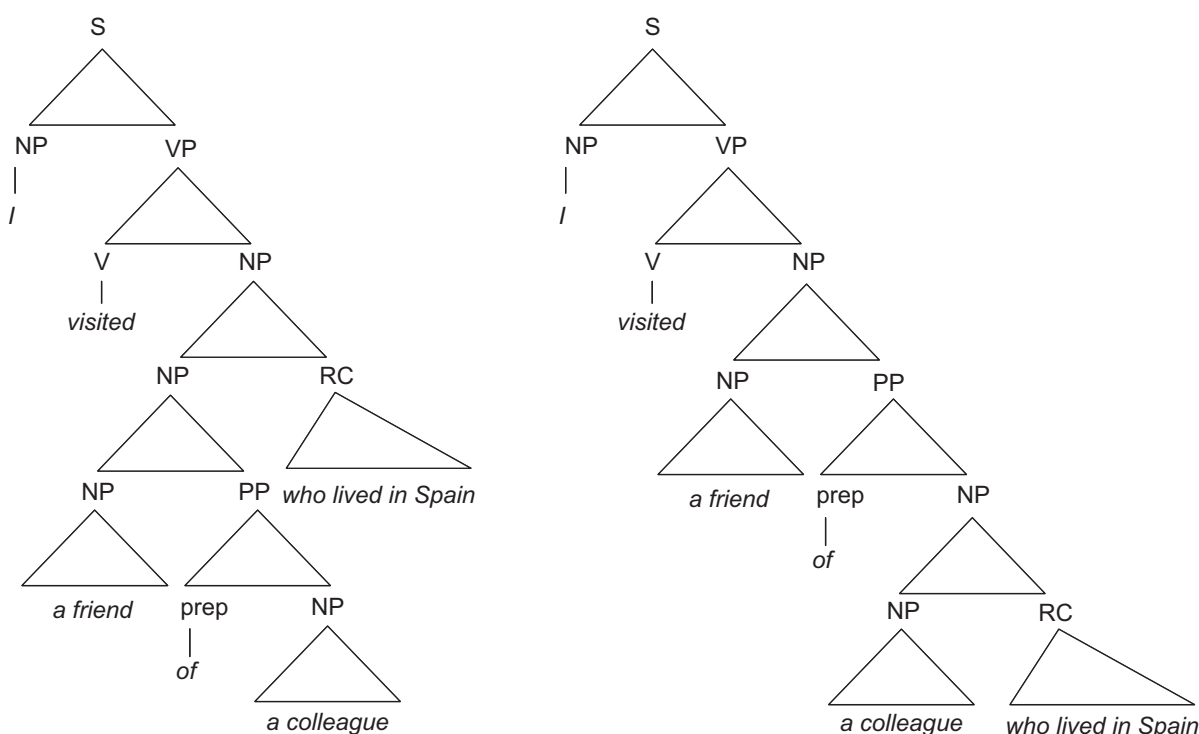 S
NP VP
I
V NP
visited
NP RC
NP PP who lived in Spain
a friend prep NP
of
a colleague
S
NP VP
I
V NP
visited
NP PP
a friend prep NP
of
NP RC
a colleague who lived in Spain